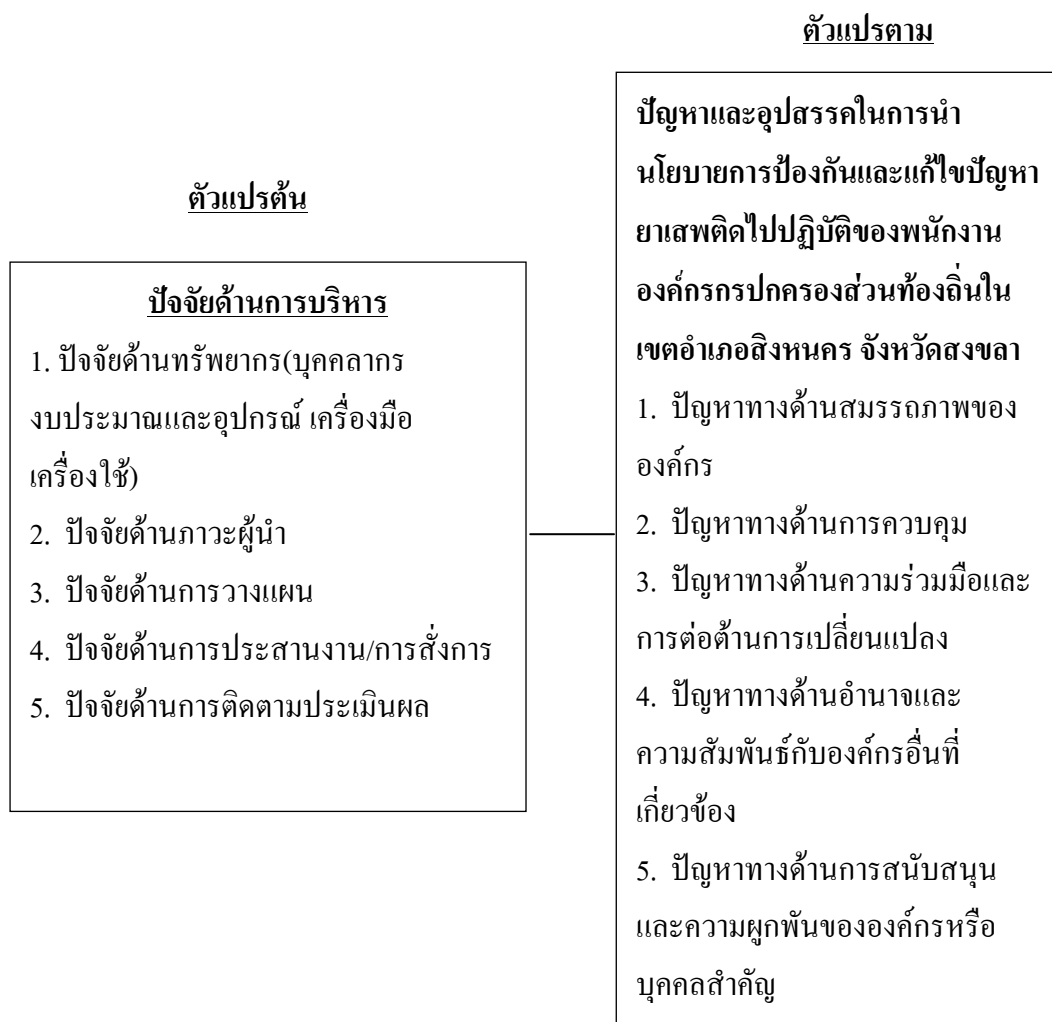 ตัวแปรต้น
ปัจจัยด้านการบริหาร
1. ปัจจัยด้านทรัพยากร(บุคคลากร
งบประมาณและอุปกรณ์ เครื่องมือ
เครื่องใช้)
2. ปัจจัยด้านภาวะผู้นำ
3. ปัจจัยด้านการวางแผน
4. ปัจจัยด้านการประสานงาน/การสั่งการ
5. ปัจจัยด้านการติดตามประเมินผล
ตัวแปรตาม
ปัญหาและอุปสรรคในการนำ
นโยบายการป้องกันและแก้ไขปัญหา
ยาเสพติดไปปฏิบัติของพนักงาน
องค์กรกรปกครองส่วนท้องถิ่นใน
เขตอำเภอสิงหนคร จังหวัดสงขลา
1. ปัญหาทางด้านสมรรถภาพของ
องค์กร
2. ปัญหาทางด้านการควบคุม
3. ปัญหาทางด้านความร่วมมือและ
การต่อต้านการเปลี่ยนแปลง
4. ปัญหาทางด้านอำนาจและ
ความสัมพันธ์กับองค์กรอื่นที่
เกี่ยวข้อง
5. ปัญหาทางด้านการสนับสนุน
และความผูกพันขององค์กรหรือ
บุคคลสำคัญ